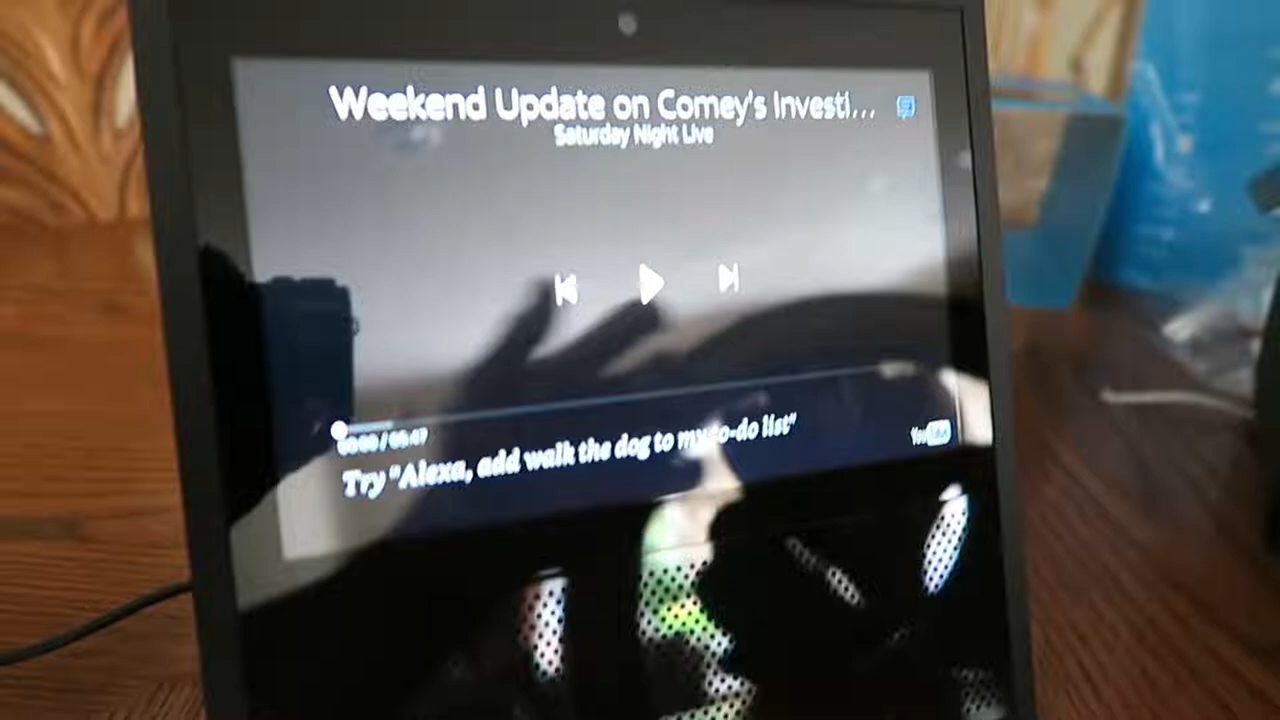 Weekend Update on Comey's Investi...
Saturday Night Live
Try "Alexa, add walk the dog to my to-do list"
YouTube